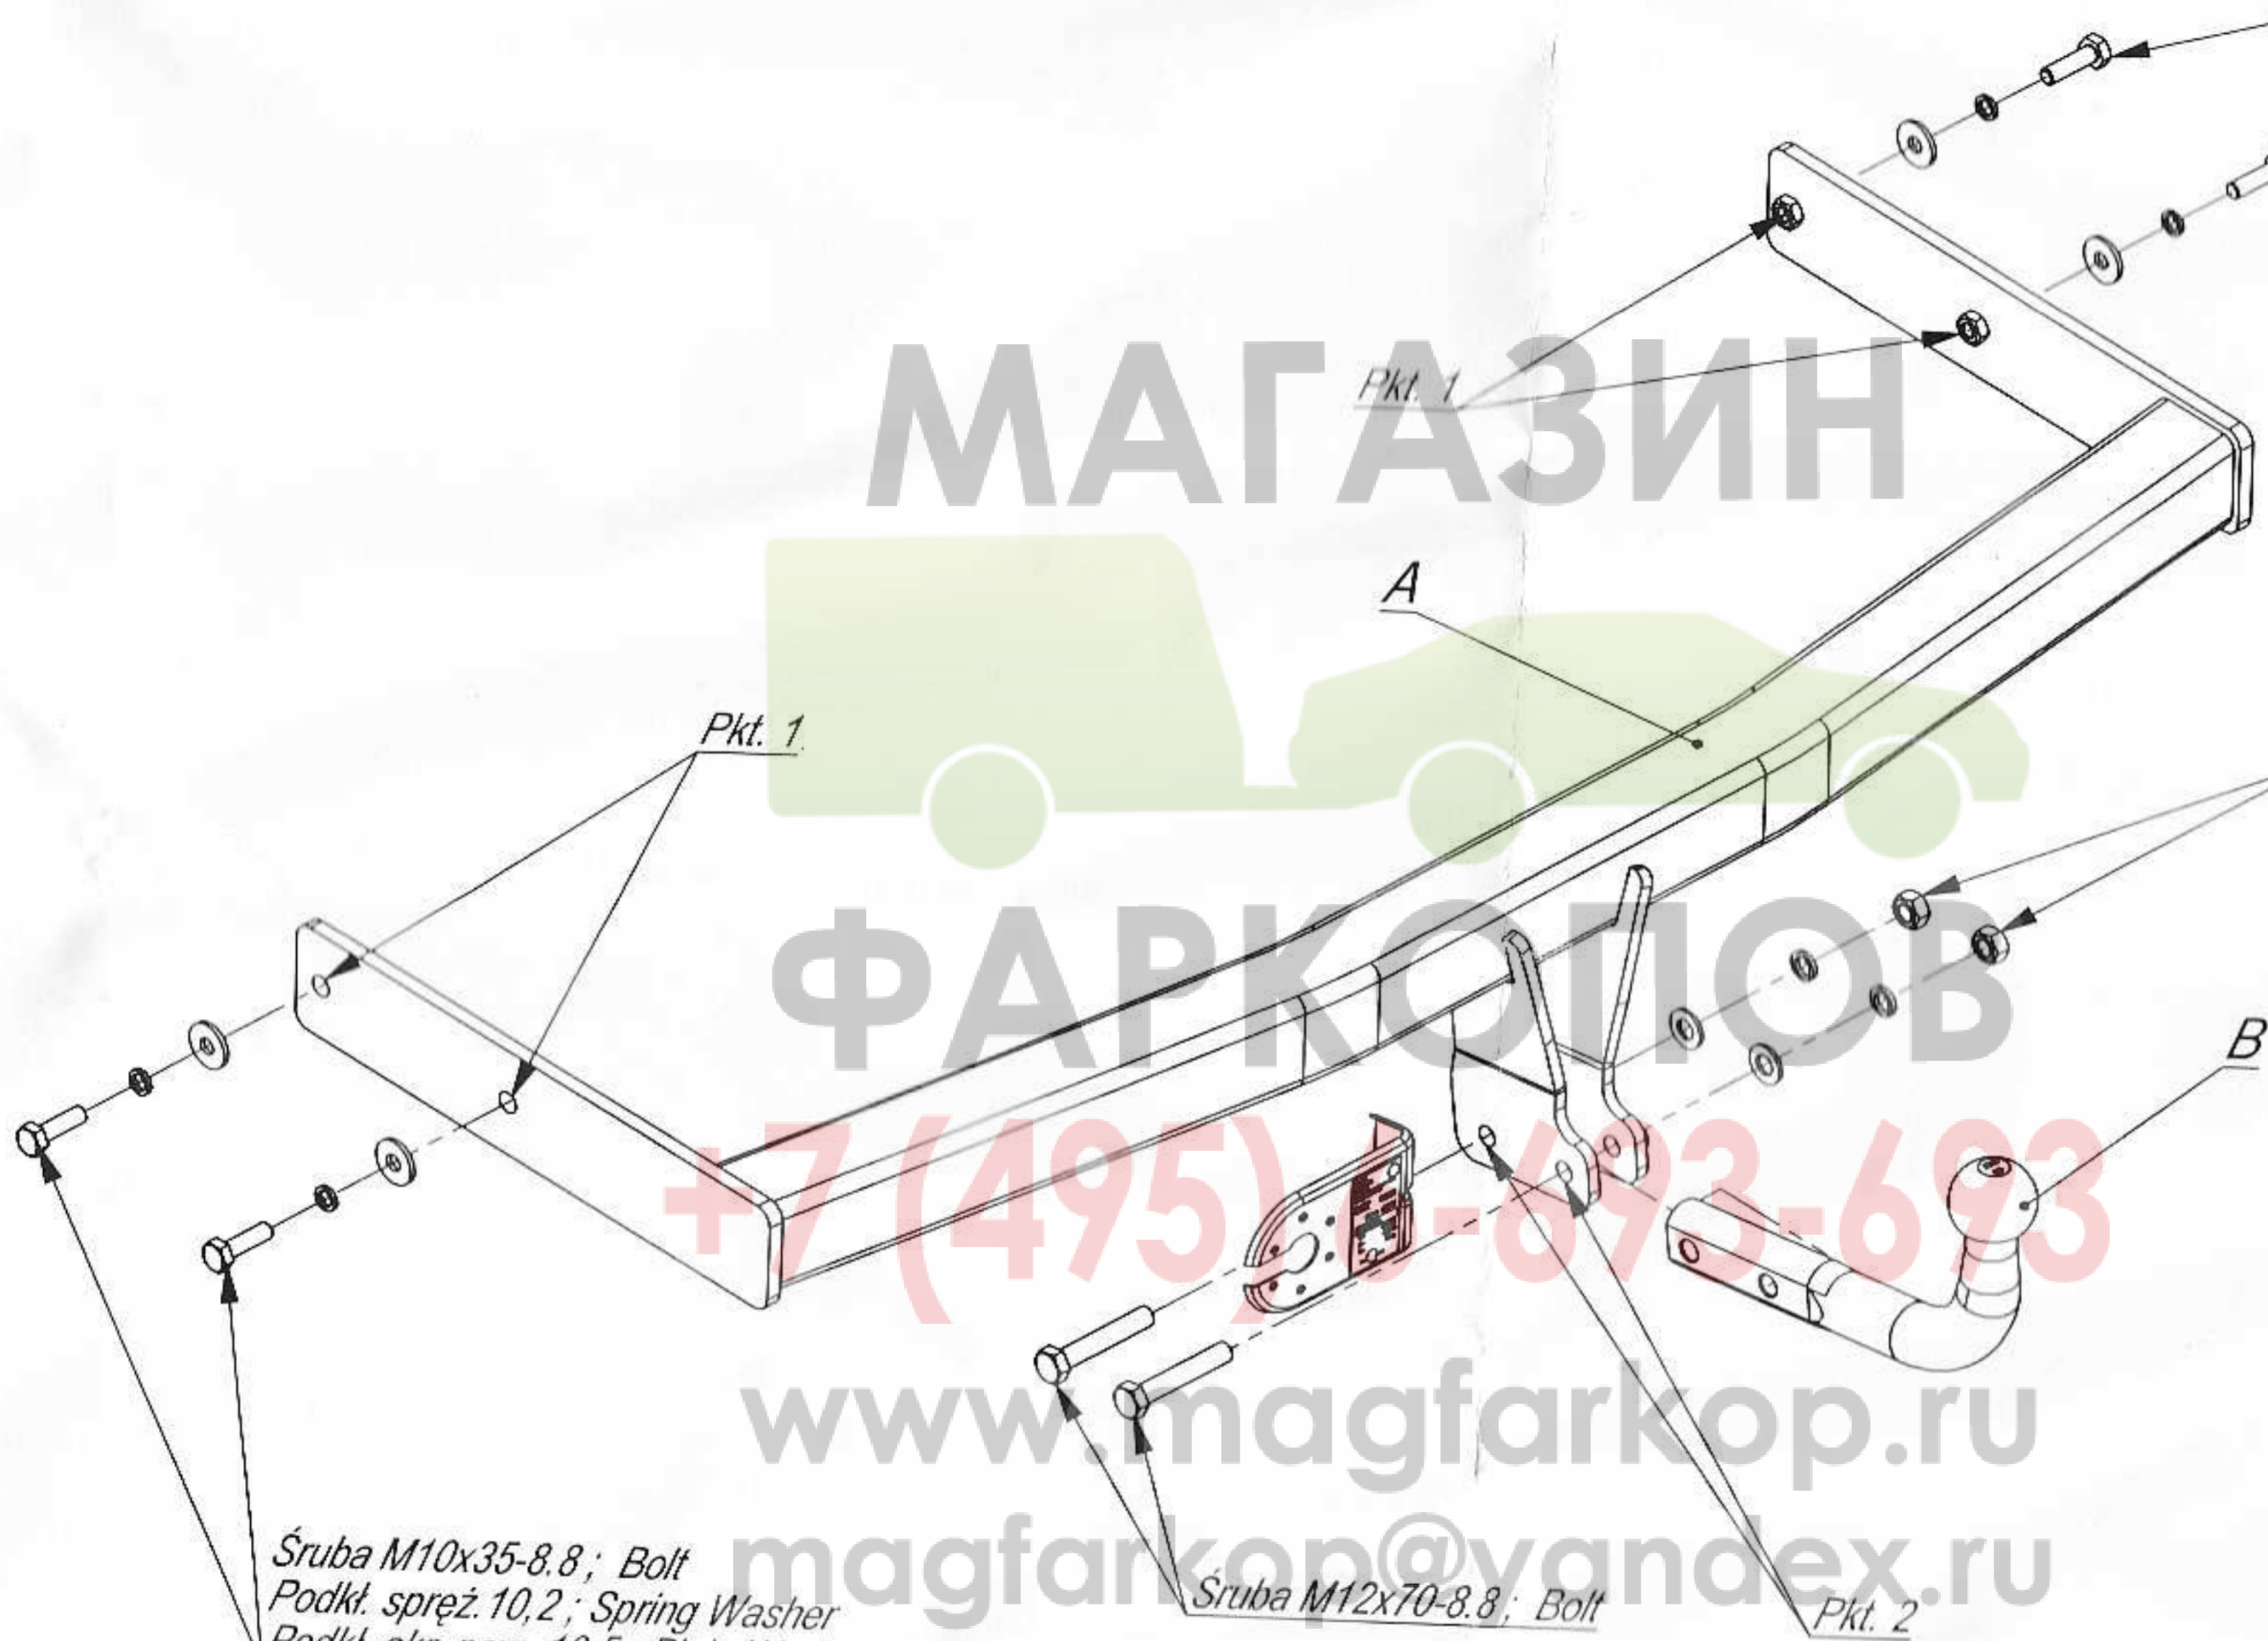 Pkt. 1
МАГАЗИН
A
Pkt. 1
ФАРКОПОВ
B
+7 (495) 6-693-693
www.magfarkop.ru
magfarkop@yandex.ru
Śruba M10x35-8.8 ; Bolt
Podkł. spręż. 10,2 ; Spring Washer
Śruba M12x70-8.8 ; Bolt
Pkt. 2